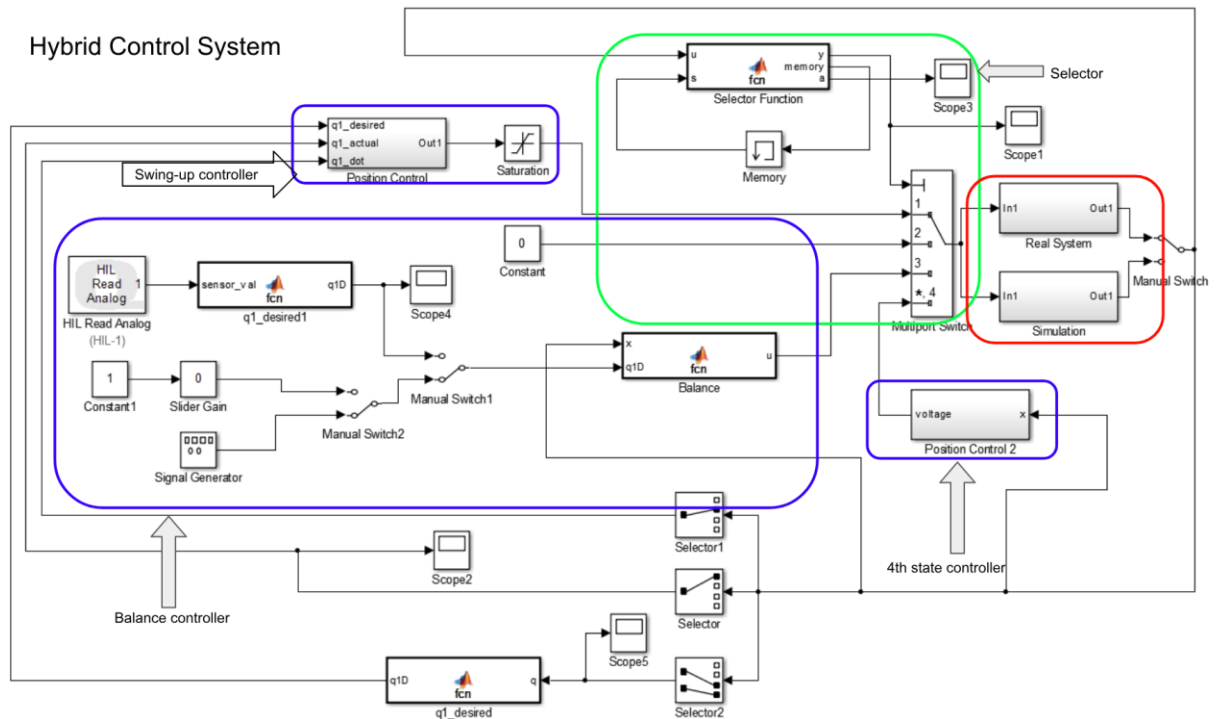 Hybrid Control System
u
s
fcn
y
memory
a
Selector Function
Scope3
Selector
Scope1
Memory
q1_desired
q1_actual
q1_dot
Out1
Position Control
Saturation
Swing-up controller
1
2
3
*, 4
Multiport Switch
0
Constant
In1
Out1
Real System
In1
Out1
Simulation
Manual Switch
HIL
Read
Analog
1
HIL Read Analog
(HIL-1)
sensor_val
fcn
q1D
q1_desired1
Scope4
1
Constant1
0
Slider Gain
Manual Switch1
Manual Switch2
Signal Generator
x
q1D
fcn
u
Balance
voltage
x
Position Control 2
Selector1
Scope2
4th state controller
Balance controller
Selector
Scope5
q1D
fcn
q
q1_desired
Selector2